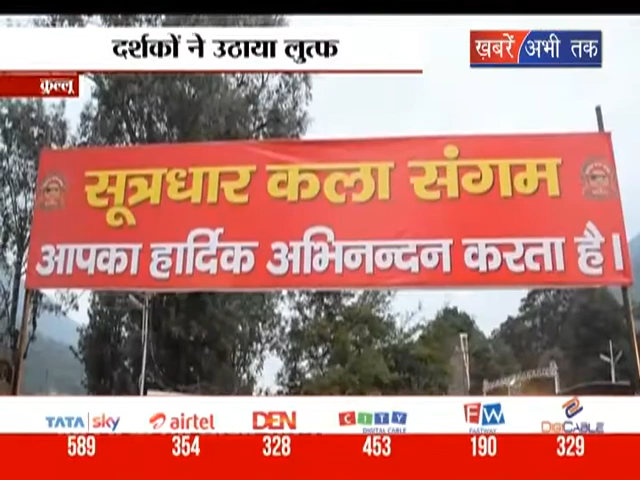 दर्शकों ने उठाया लुत्फ
ख़बरें अभी तक
कुल्लू
सूत्रधार कला संगम
आपका हार्दिक अभिनन्दन करता है।
TATA sky airtel DEN CITY DIGITAL CABLE FW FASTWAY DIGICABLE
589 354 328 453 190 329